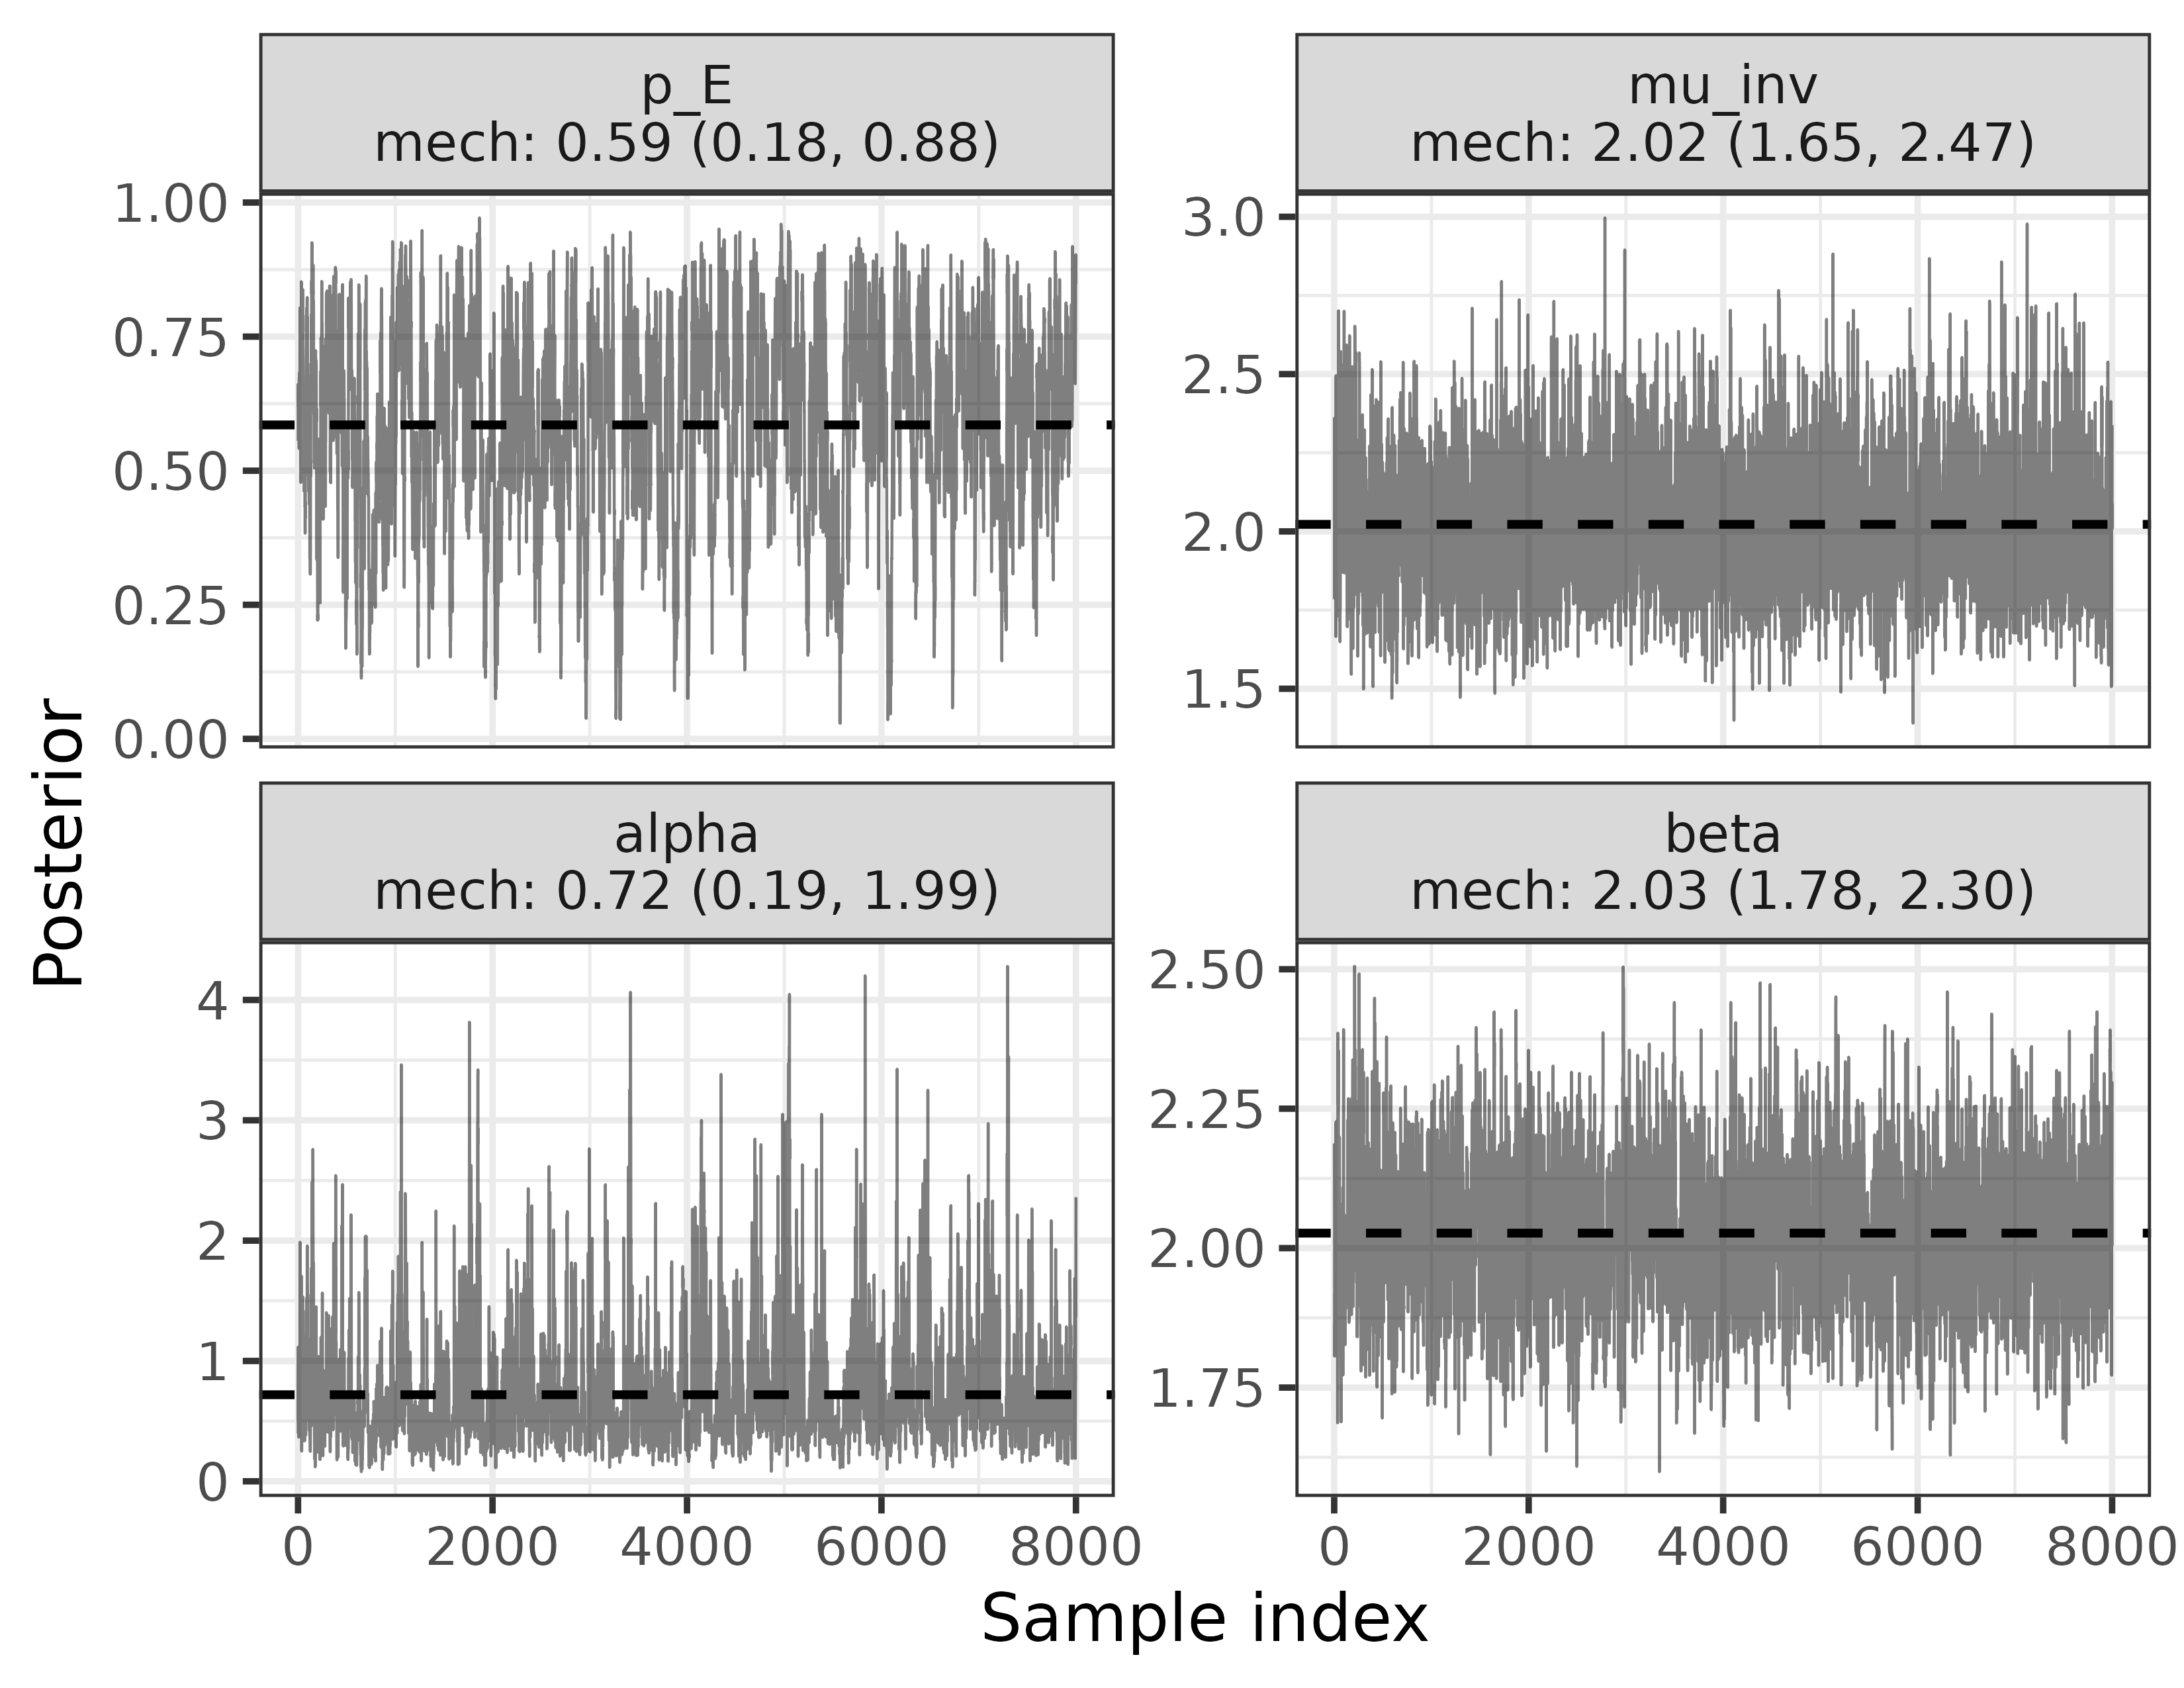 p_E
mech: 0.59 (0.18, 0.88)
mu_inv
mech: 2.02 (1.65, 2.47)
1.00
0.75
0.50
0.25
0.00
3.0
2.5
2.0
1.5
Posterior
alpha
mech: 0.72 (0.19, 1.99)
beta
mech: 2.03 (1.78, 2.30)
4
3
2
1
0
2.50
2.25
2.00
1.75
0 2000 4000 6000 8000
0 2000 4000 6000 8000
Sample index